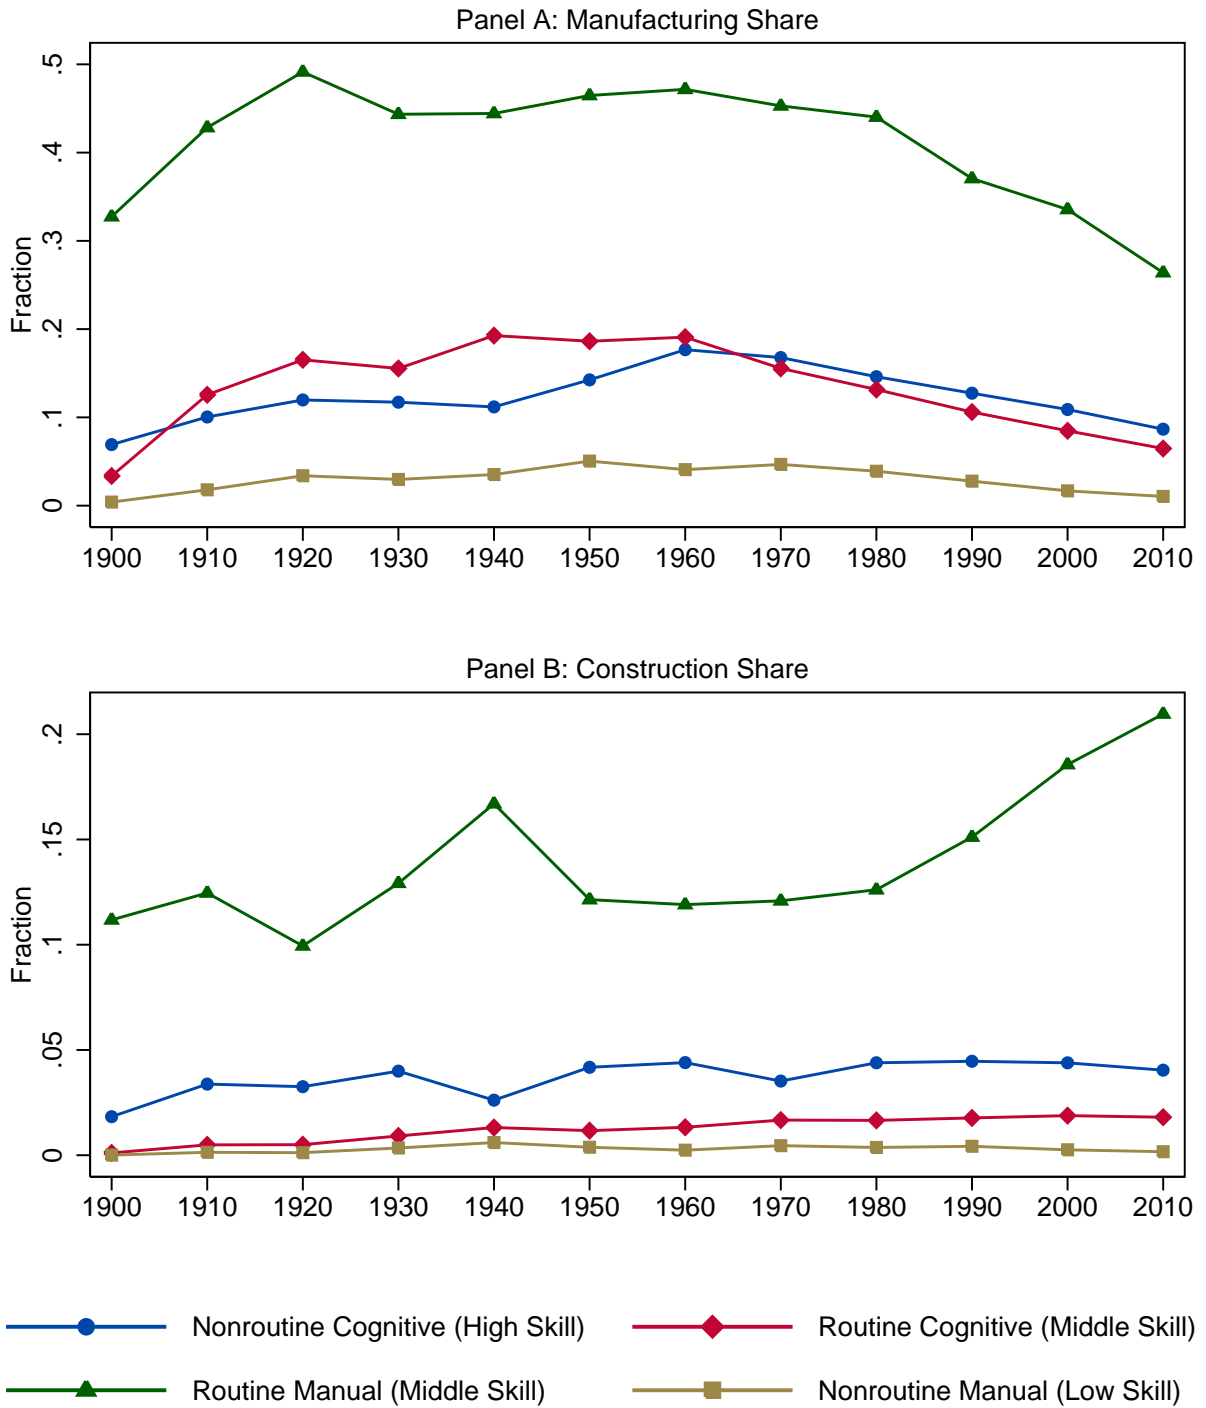 Panel A: Manufacturing Share
Fraction
.5
.4
.3
.2
.1
0
1900 1910 1920 1930 1940 1950 1960 1970 1980 1990 2000 2010
Panel B: Construction Share
Fraction
.2
.15
.1
.05
0
1900 1910 1920 1930 1940 1950 1960 1970 1980 1990 2000 2010
Nonroutine Cognitive (High Skill) Routine Cognitive (Middle Skill)
Routine Manual (Middle Skill) Nonroutine Manual (Low Skill)